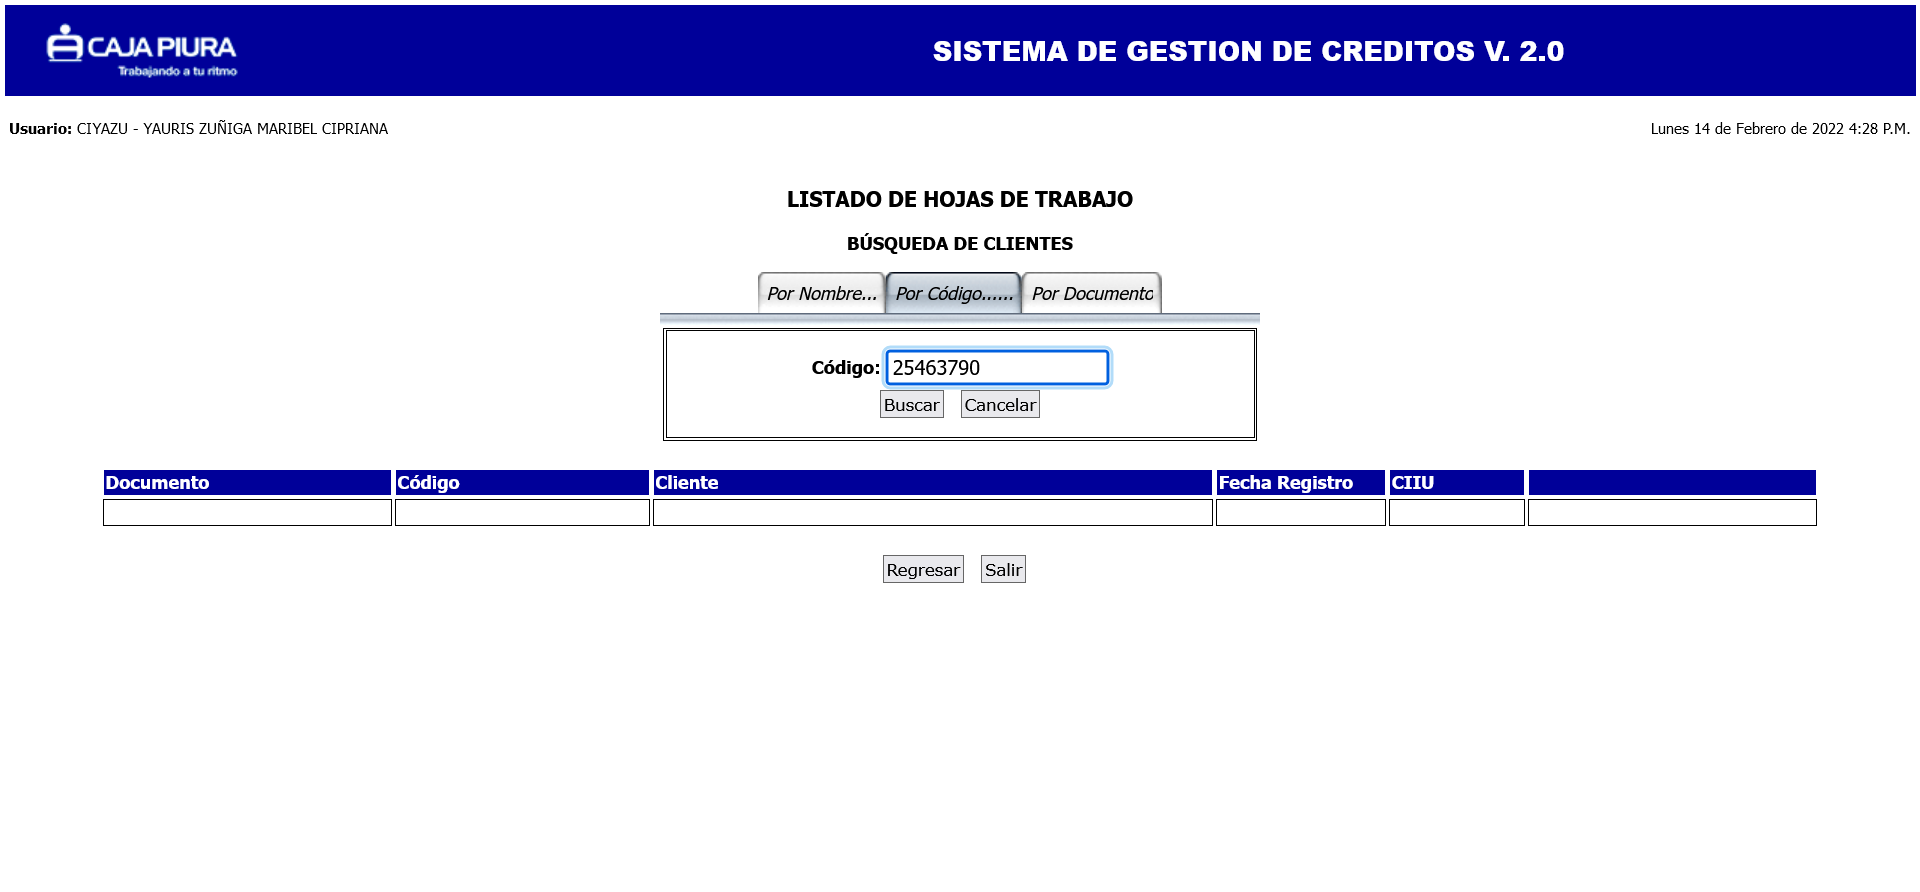 CAJA PIURA
Trabajando a tu ritmo
SISTEMA DE GESTION DE CREDITOS V. 2.0
Usuario: CIYAZU - YAURIS ZUÑIGA MARIBEL CIPRIANA
Lunes 14 de Febrero de 2022 4:28 P.M.
LISTADO DE HOJAS DE TRABAJO
BÚSQUEDA DE CLIENTES
Por Nombre... Por Código...... Por Documento
Código: 25463790
Buscar Cancelar
Documento Código Cliente Fecha Registro CIIU
Regresar Salir